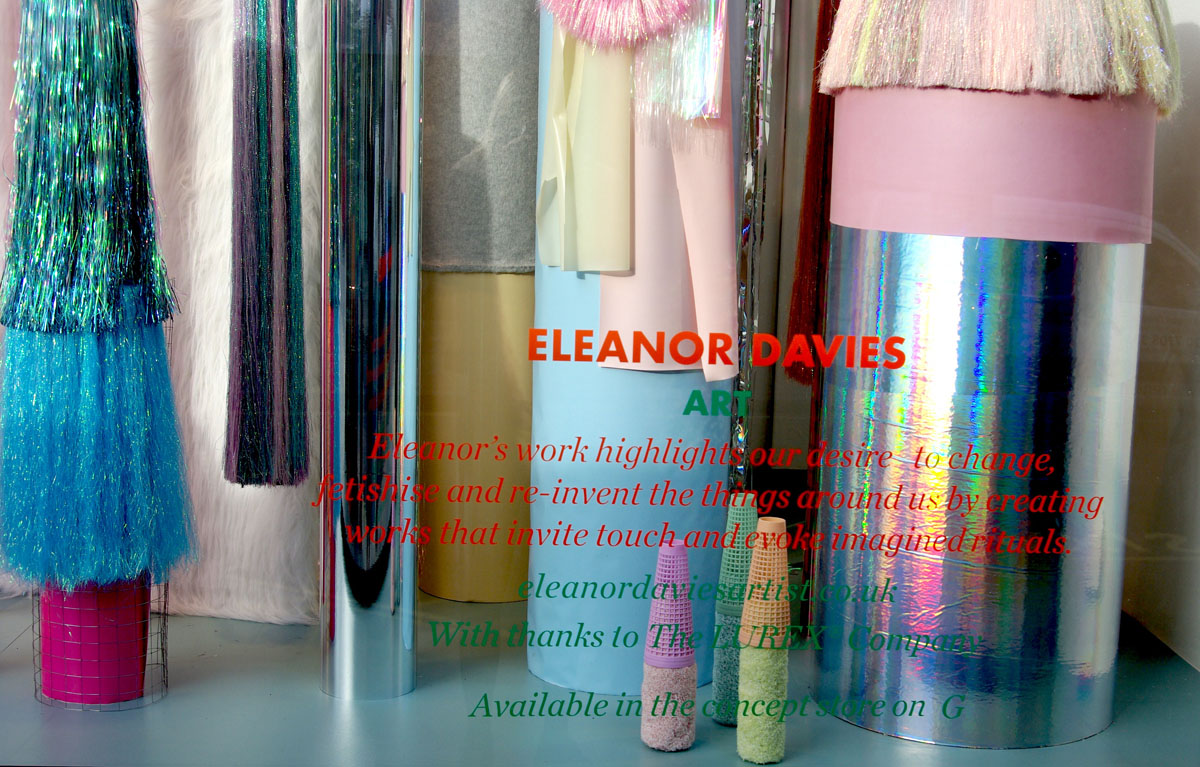 ELEANOR DAVIES
ART
Eleanor's work highlights our desire to change,
fetishise and re-invent the things around us by creating
works that invite touch and evoke imagined rituals.
eleanordaviesartist.co.uk
With thanks to The LUREX® Company
Available in the concept store on G